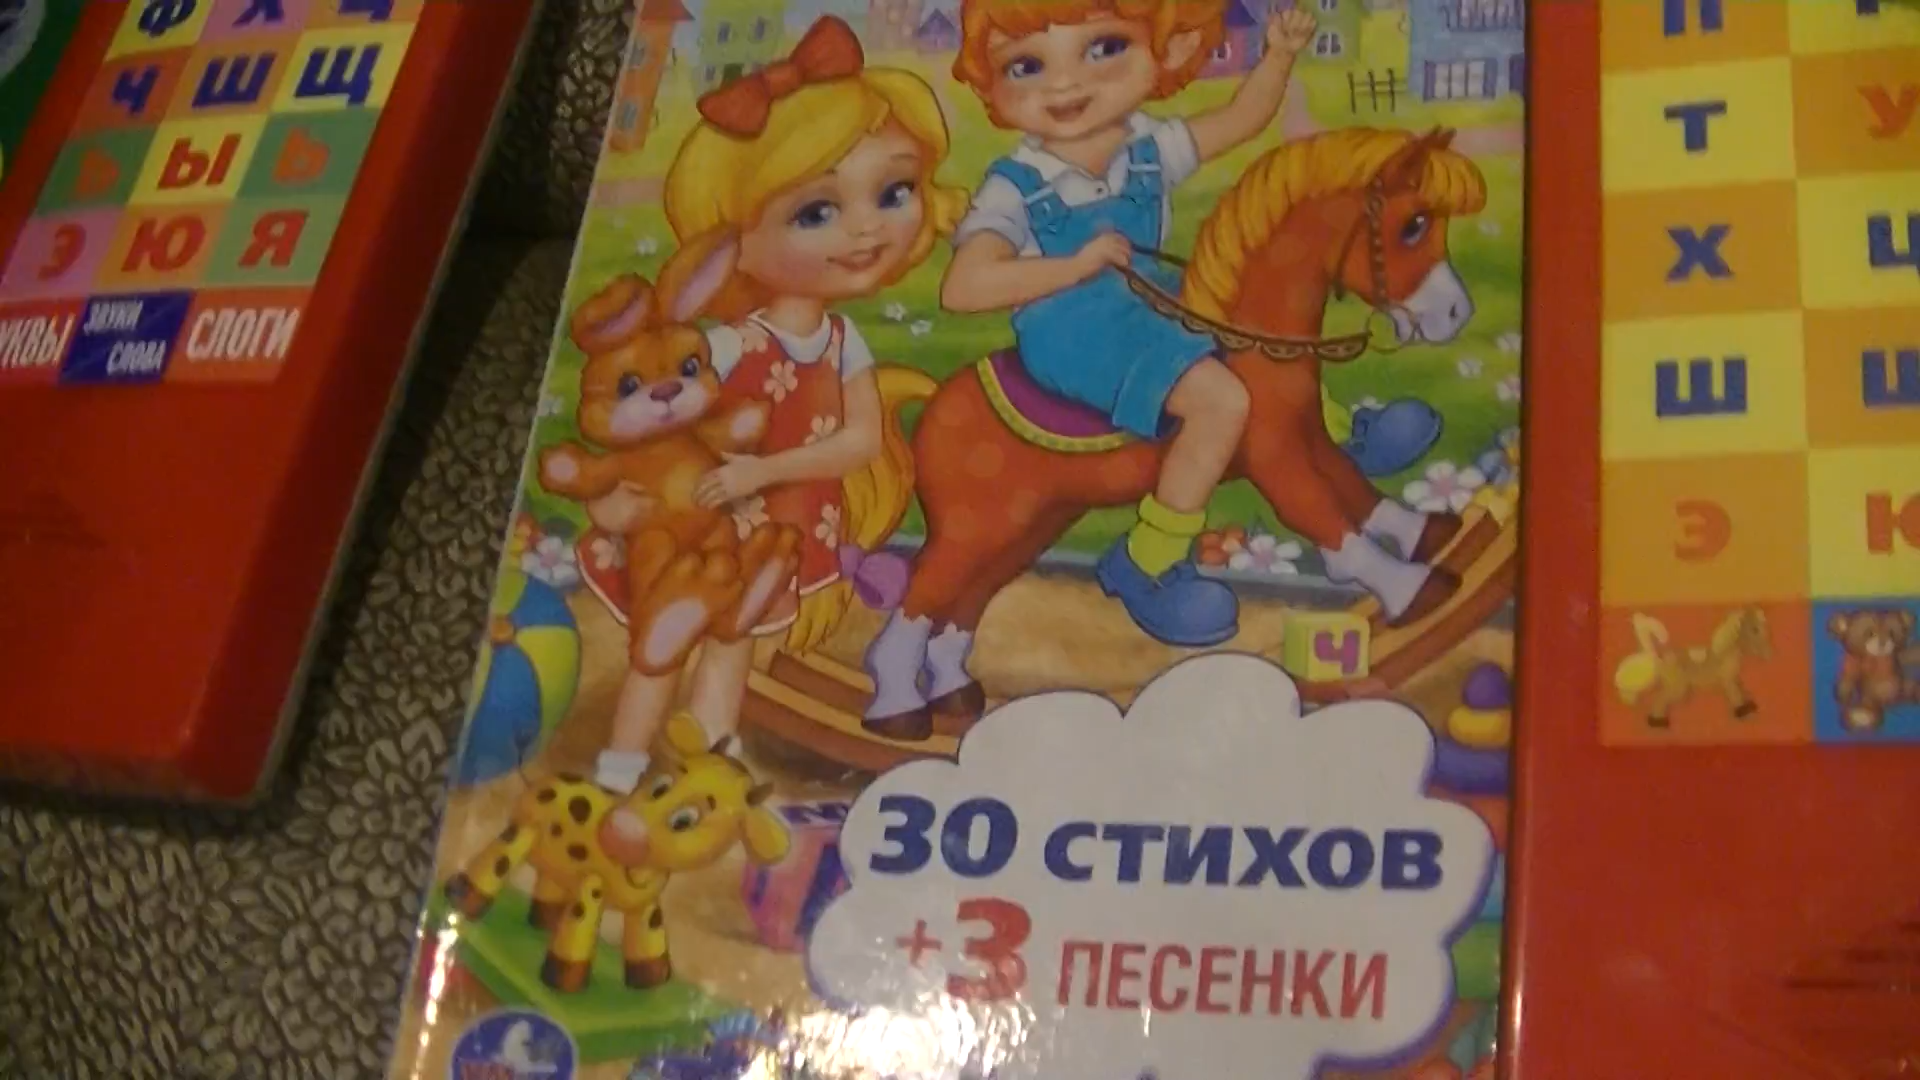 Ф Х Ц
Ч Ш Щ
Ъ Ы Ь
Э Ю Я
ЗВУКИ
СЛОВА
СЛОГИ
Ч
30 СТИХОВ
+3 ПЕСЕНКИ
П
Т У
Х Ц
Ш
Э Ю